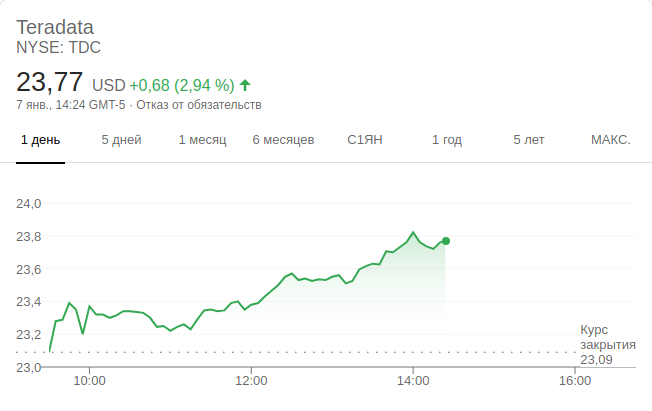 Teradata
NYSE: TDC
23,77 USD +0,68 (2,94 %)
7 янв., 14:24 GMT-5 · Отказ от обязательств
1 день 5 дней 1 месяц 6 месяцев С1ЯН 1 год 5 лет МАКС.
24,0
23,8
23,6
23,4
23,2
23,0
Курс
закрытия
23,09
10:00 12:00 14:00 16:00